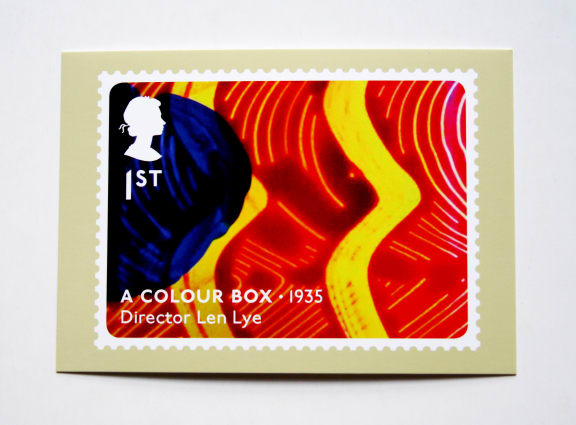 1ST
A COLOUR BOX · 1935
Director Len Lye